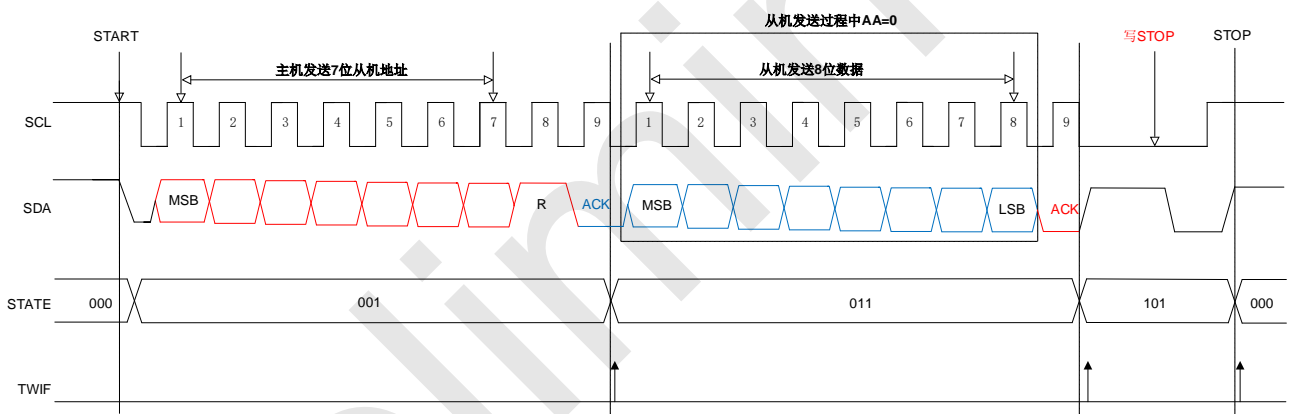 从机发送过程中AA=0
START
写STOP
STOP
主机发送7位从机地址
从机发送8位数据
SCL
1 2 3 4 5 6 7 8 9 1 2 3 4 5 6 7 8 9
SDA
MSB R ACK MSB LSB ACK
STATE 000 001 011 101 000
TWIF